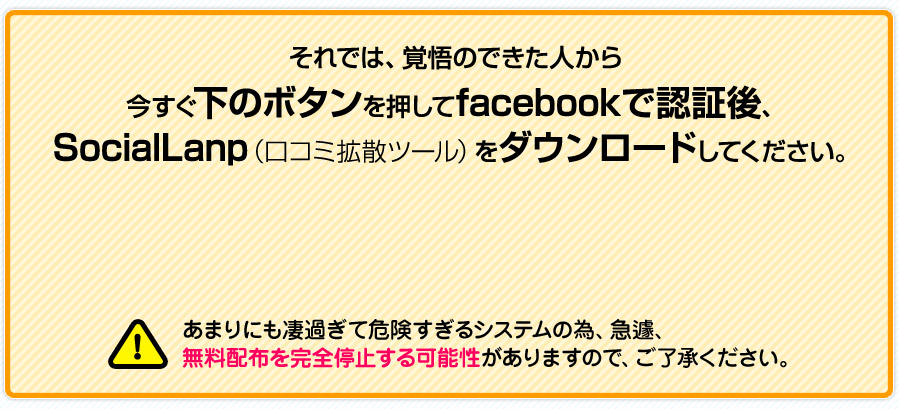 それでは、覚悟のできた人から
今すぐ下のボタンを押してfacebookで認証後、
SocialLanp（口コミ拡散ツール）をダウンロードしてください。
あまりにも凄過ぎて危険すぎるシステムの為、急遽、
無料配布を完全停止する可能性がありますので、ご了承ください。